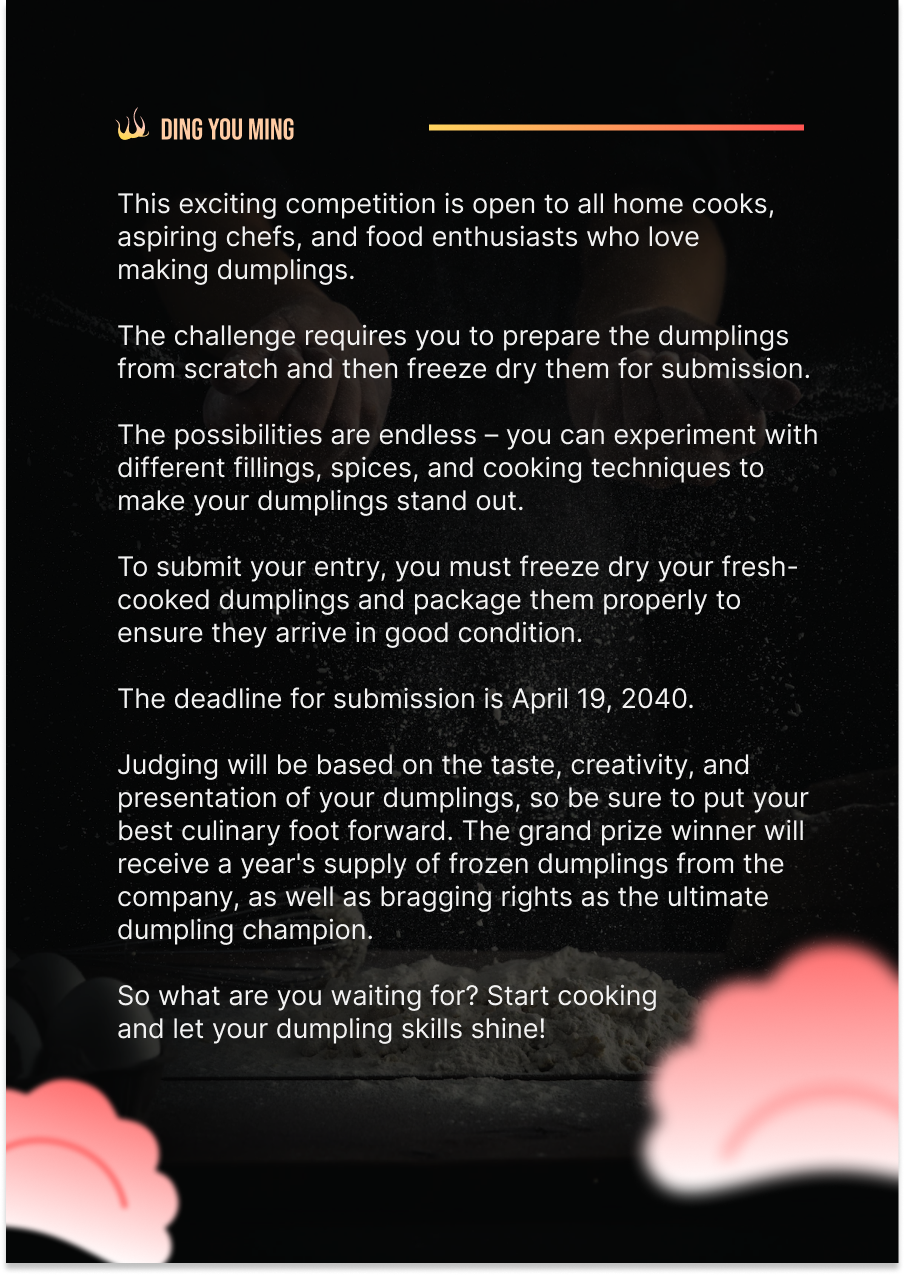 DING YOU MING
This exciting competition is open to all home cooks,
aspiring chefs, and food enthusiasts who love
making dumplings.
The challenge requires you to prepare the dumplings
from scratch and then freeze dry them for submission.
The possibilities are endless – you can experiment with
different fillings, spices, and cooking techniques to
make your dumplings stand out.
To submit your entry, you must freeze dry your fresh-
cooked dumplings and package them properly to
ensure they arrive in good condition.
The deadline for submission is April 19, 2040.
Judging will be based on the taste, creativity, and
presentation of your dumplings, so be sure to put your
best culinary foot forward. The grand prize winner will
receive a year's supply of frozen dumplings from the
company, as well as bragging rights as the ultimate
dumpling champion.
So what are you waiting for? Start cooking
and let your dumpling skills shine!